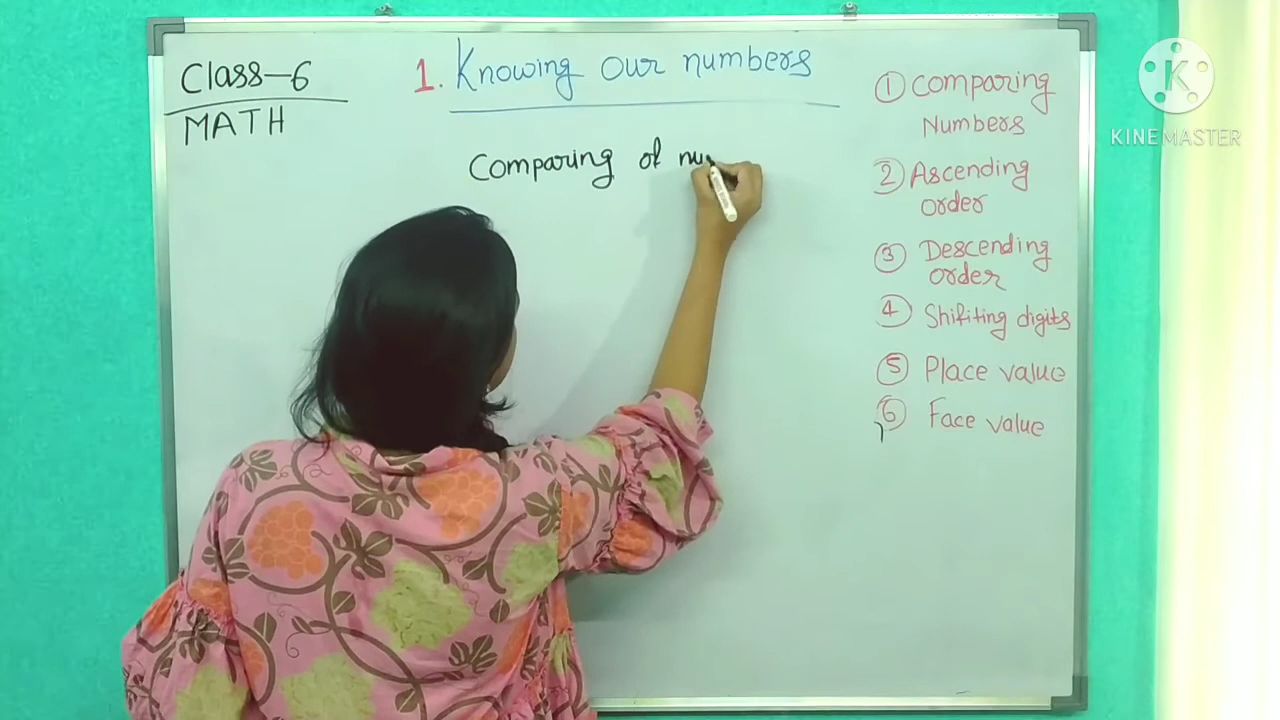 Class-6
MATH
1. Knowing our numbers
Comparing of nu
① Comparing
Numbers
② Ascending
order
③ Descending
order
④ Shifiting digits
⑤ Place value
⑥ Face value
K
KINEMASTER